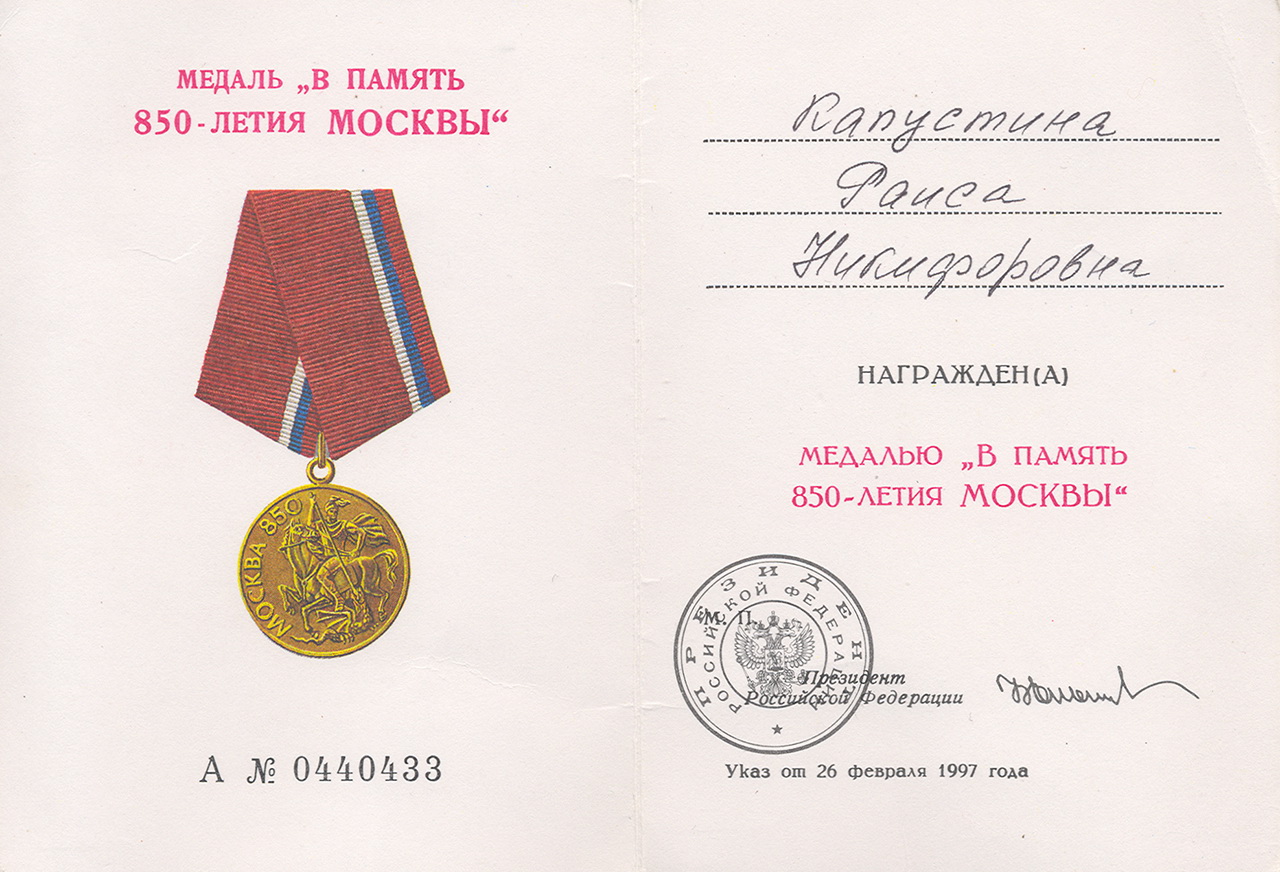 МЕДАЛЬ „В ПАМЯТЬ
850-ЛЕТИЯ МОСКВЫ“
МОСКВА 850
А № 0440433
Капустина
Раиса
Никифоровна
НАГРАЖДЕН(А)
МЕДАЛЬЮ „В ПАМЯТЬ
850-ЛЕТИЯ МОСКВЫ“
ПРЕЗИДЕНТ
РОССИЙСКОЙ ФЕДЕРАЦИИ
М. П.
Президент
Российской Федерации
Указ от 26 февраля 1997 года